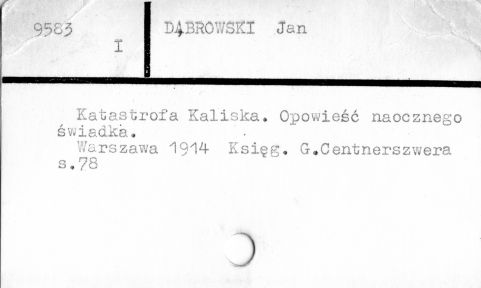 9583
I
DĄBROWSKI Jan
Katastrofa Kaliska. Opowieść naocznego
świadka.
Warszawa 1914 Księg. G.Centnerszwera
s.78